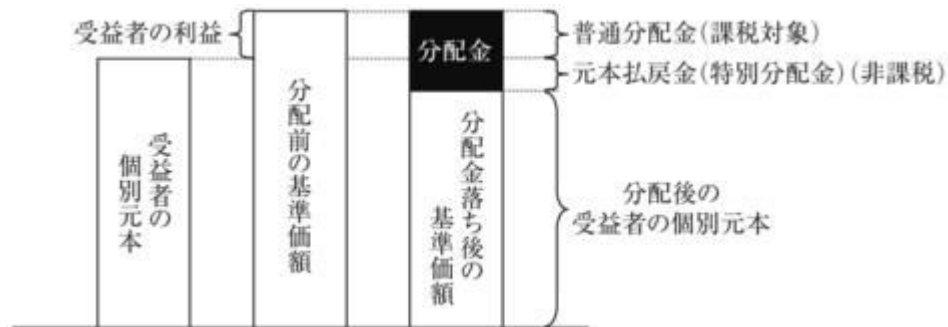 受益者の利益
受益者の
個別元本
分配前の基準価額
分配金
分配金落ち後の
基準価額
普通分配金(課税対象)
元本払戻金(特別分配金)(非課税)
分配後の
受益者の個別元本